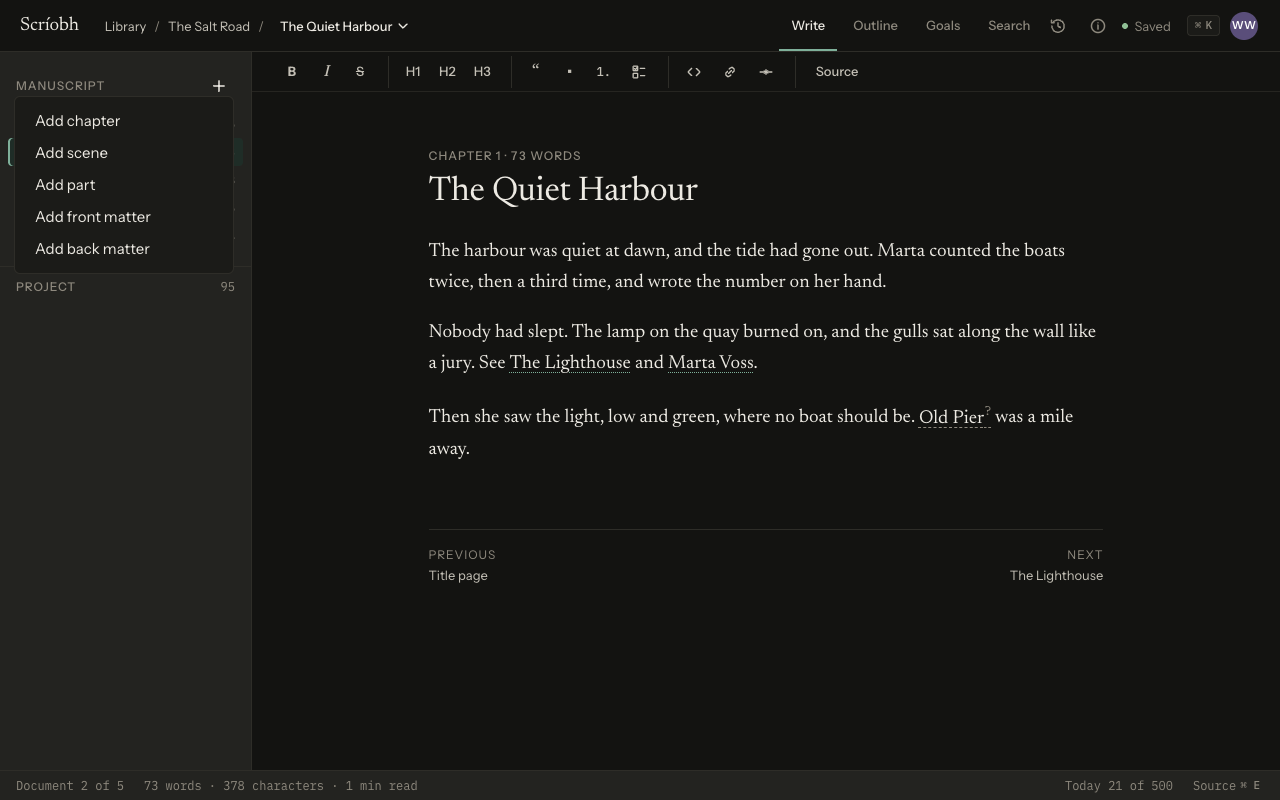 Scríobh Library / The Salt Road / The Quiet Harbour Write Outline Goals Search Saved ⌘ K WW
MANUSCRIPT
Add chapter
Add scene
Add part
Add front matter
Add back matter
PROJECT 95
B I S H1 H2 H3 “ ▪ 1. Source
CHAPTER 1 · 73 WORDS
The Quiet Harbour
The harbour was quiet at dawn, and the tide had gone out. Marta counted the boats
twice, then a third time, and wrote the number on her hand.
Nobody had slept. The lamp on the quay burned on, and the gulls sat along the wall like
a jury. See The Lighthouse and Marta Voss.
Then she saw the light, low and green, where no boat should be. Old Pier? was a mile
away.
PREVIOUS NEXT
Title page The Lighthouse
Document 2 of 5 73 words · 378 characters · 1 min read Today 21 of 500 Source ⌘ E